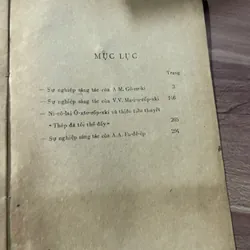 MỤC LỤC
Trang
— Sự nghiệp sáng tác của A.M. Gô-rơ-ki
— Sự nghiệp sáng tác của V.V. Mai-a-cốp-xki
— Ni-cô-lai Ô-xtơ-rốp-xki và thiên tiểu thuyết
«Thép đã tôi thế đấy»
— Sự nghiệp sáng tác của A.A. Pha-đê-ép